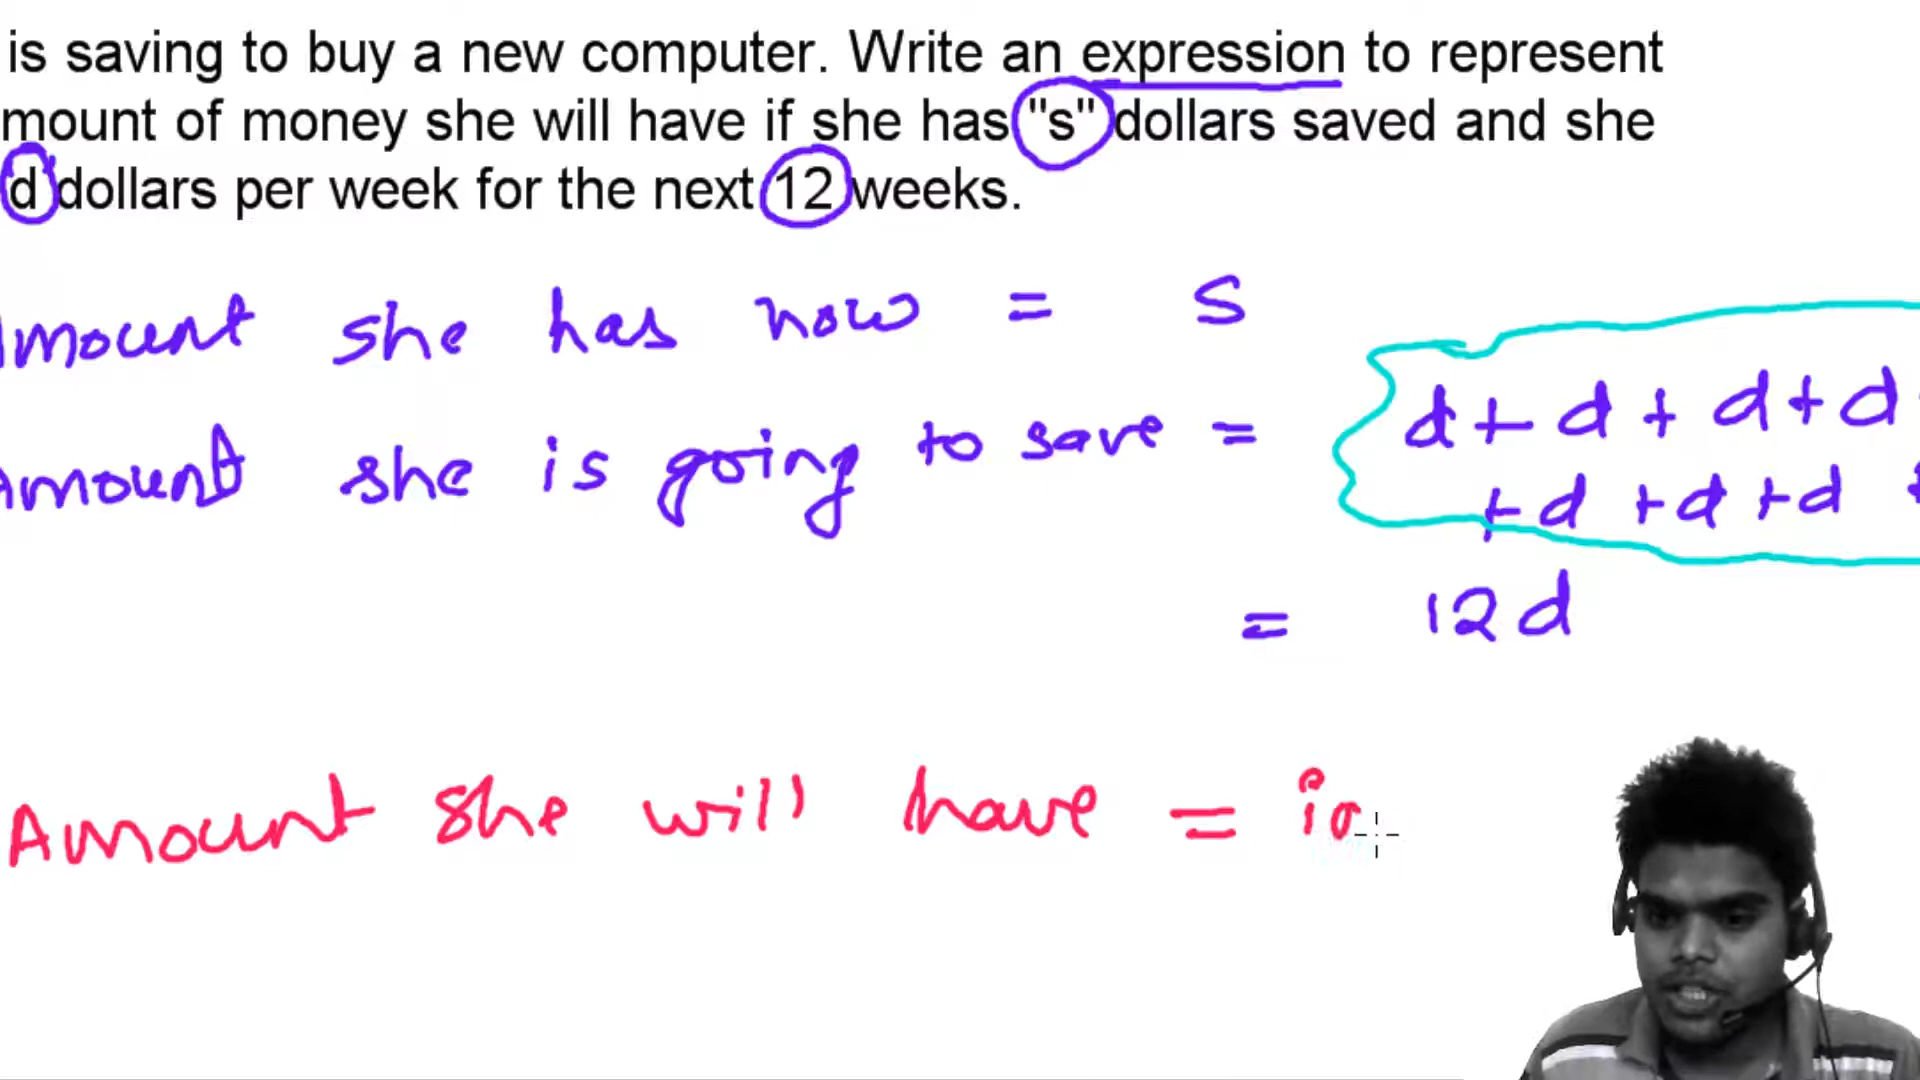 is saving to buy a new computer. Write an expression to represent
mount of money she will have if she has "s" dollars saved and she
d dollars per week for the next 12 weeks.
Amount she has now = s
Amount she is going to save = d + d + d + d
+ d + d + d +
= 12d
Amount she will have =